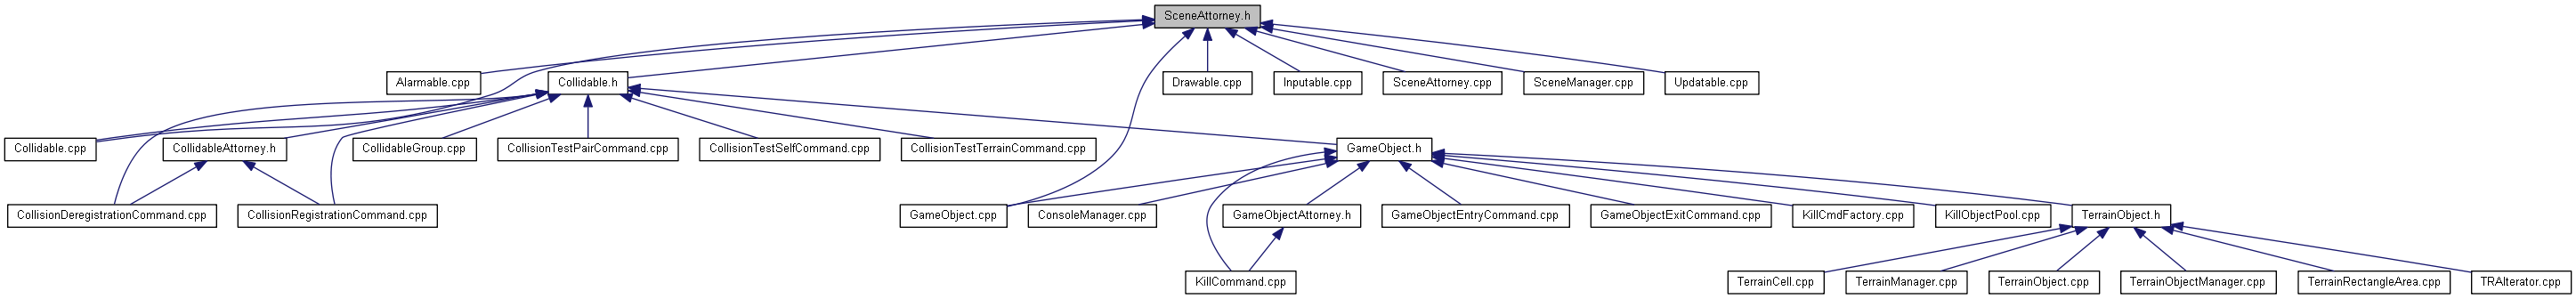 SceneAttorney.h
Alarmable.cpp
Collidable.h
Drawable.cpp
Inputable.cpp
SceneAttorney.cpp
SceneManager.cpp
Updatable.cpp
Collidable.cpp
CollidableAttorney.h
CollidableGroup.cpp
CollisionTestPairCommand.cpp
CollisionTestSelfCommand.cpp
CollisionTestTerrainCommand.cpp
GameObject.h
CollisionDeregistrationCommand.cpp
CollisionRegistrationCommand.cpp
GameObject.cpp
ConsoleManager.cpp
GameObjectAttorney.h
GameObjectEntryCommand.cpp
GameObjectExitCommand.cpp
KillCmdFactory.cpp
KillObjectPool.cpp
TerrainObject.h
KillCommand.cpp
TerrainCell.cpp
TerrainManager.cpp
TerrainObject.cpp
TerrainObjectManager.cpp
TerrainRectangleArea.cpp
TRAIterator.cpp